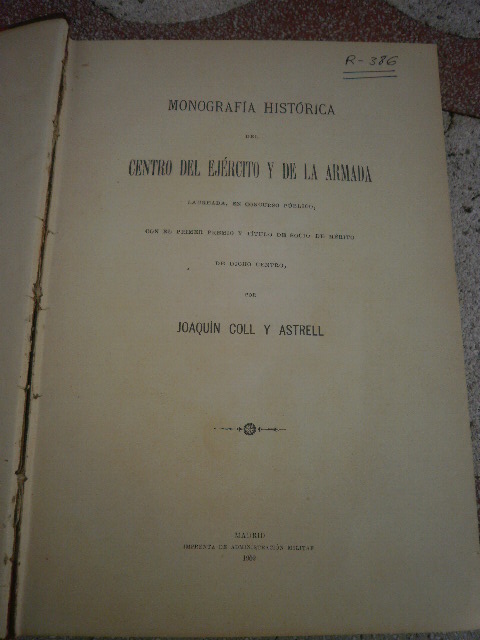 R-386
MONOGRAFÍA HISTÓRICA
DEL
CENTRO DEL EJÉRCITO Y DE LA ARMADA
LAUREADA, EN CONCURSO PÚBLICO,
CON EL PRIMER PREMIO Y TÍTULO DE SOCIO DE MÉRITO
DE DICHO CENTRO,
POR
JOAQUÍN COLL Y ASTRELL
MADRID
IMPRENTA DE ADMINISTRACIÓN MILITAR